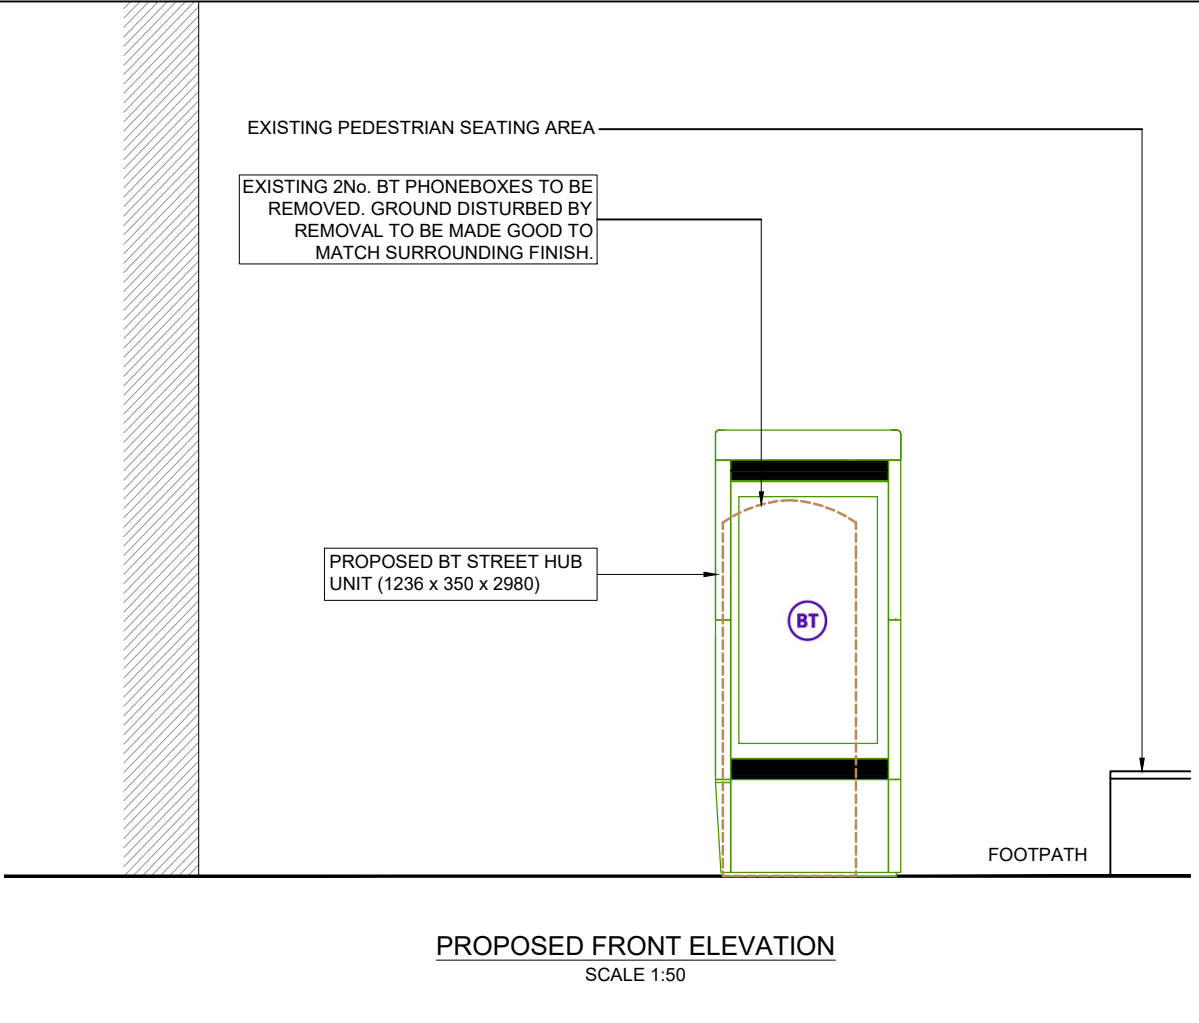 EXISTING PEDESTRIAN SEATING AREA
EXISTING 2No. BT PHONEBOXES TO BE
REMOVED. GROUND DISTURBED BY
REMOVAL TO BE MADE GOOD TO
MATCH SURROUNDING FINISH.
PROPOSED BT STREET HUB
UNIT (1236 x 350 x 2980)
BT
FOOTPATH
PROPOSED FRONT ELEVATION
SCALE 1:50